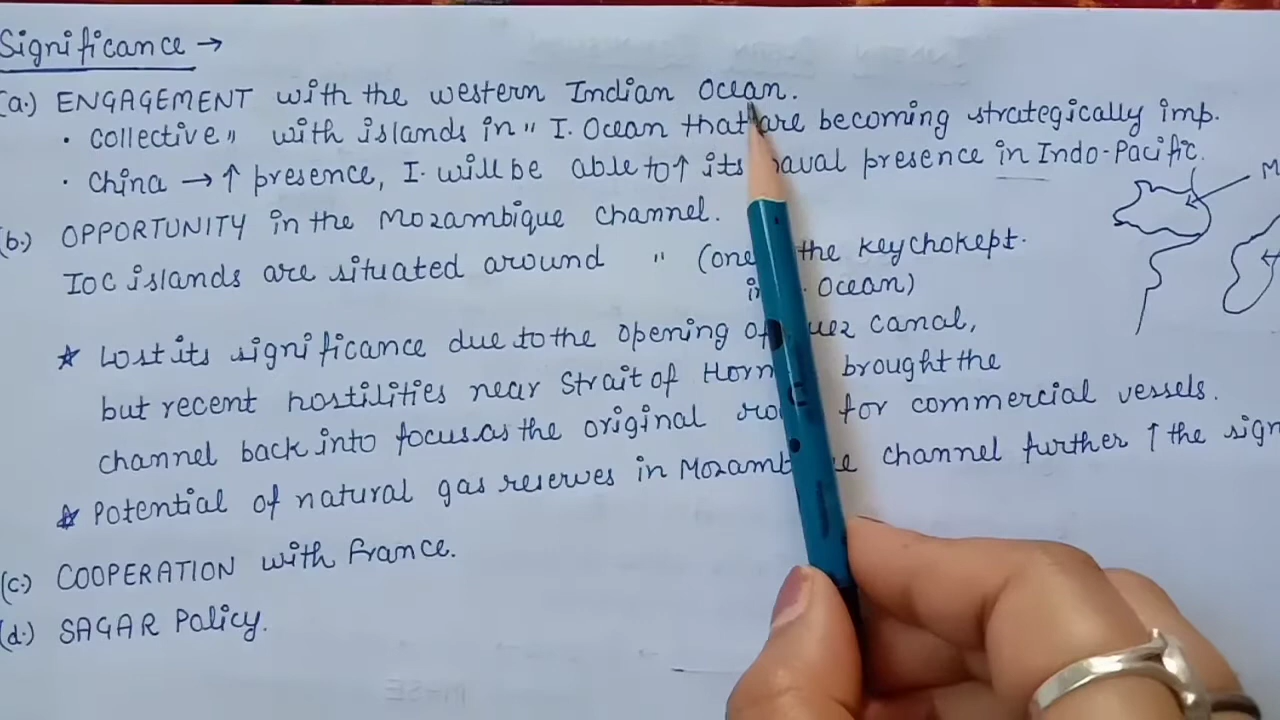 Significance →
(a.) ENGAGEMENT with the western Indian Ocean.
• collective " with islands in " I. Ocean that are becoming strategically imp.
• China → ↑ presence, I. will be able to ↑ its naval presence in Indo-Pacific.
M
(b.) OPPORTUNITY in the Mozambique channel.
IOC islands are situated around " (one the key chokept.
Ocean)
☆ Lost its significance due to the opening of Suez canal,
but recent hostilities near Strait of brought the
channel back into focus as the original for commercial vessels.
☆ Potential of natural gas reserves in channel further ↑ the sign
(c.) COOPERATION with France.
(d.) SAGAR Policy.